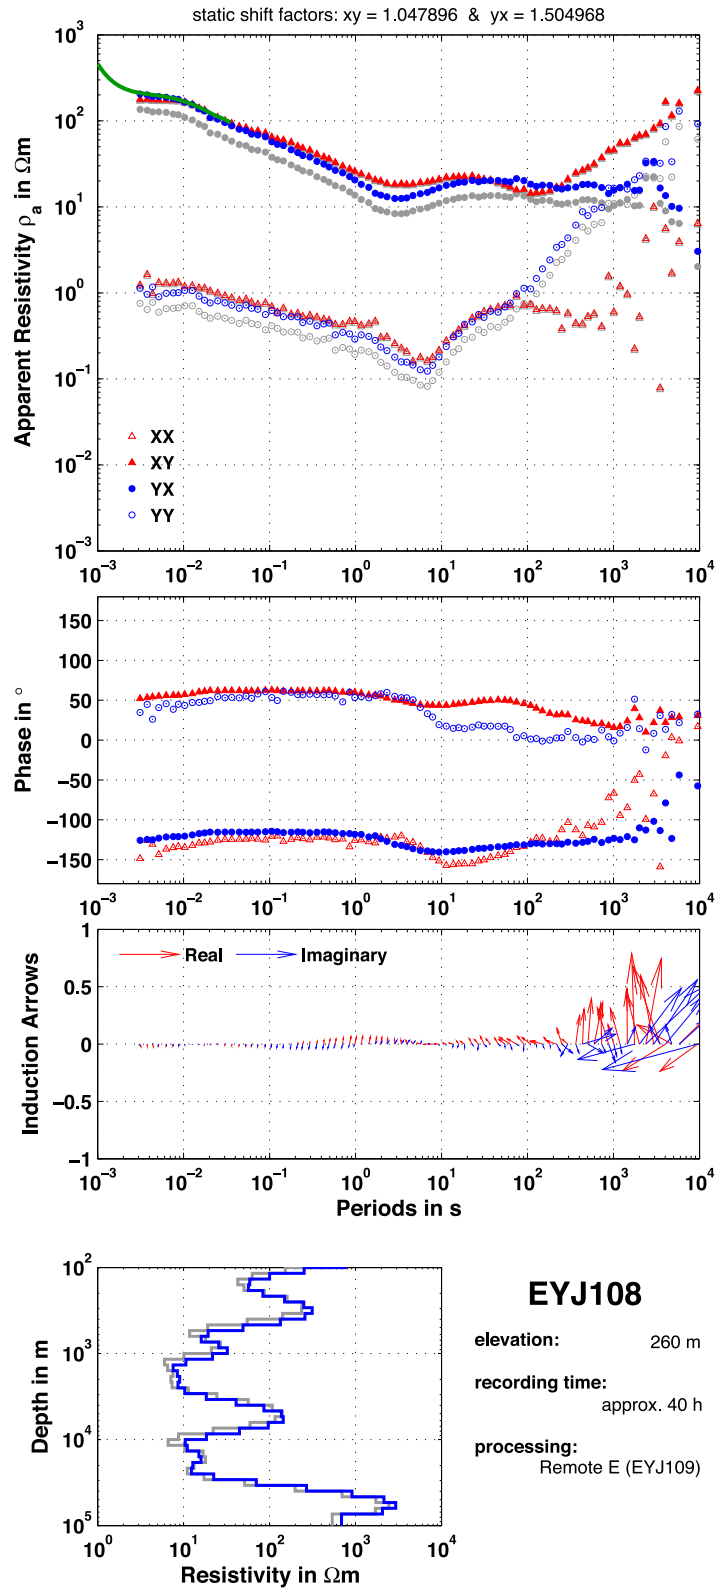 static shift factors: xy = 1.047896 & yx = 1.504968
10³
10²
10¹
10⁰
10⁻¹
10⁻²
10⁻³
Apparent Resistivity ρₐ in Ωm
XX
XY
YX
YY
10⁻³ 10⁻² 10⁻¹ 10⁰ 10¹ 10² 10³ 10⁴
150
100
50
0
−50
−100
−150
Phase in °
10⁻³ 10⁻² 10⁻¹ 10⁰ 10¹ 10² 10³ 10⁴
1
0.5
0
−0.5
−1
Induction Arrows
Real Imaginary
10⁻³ 10⁻² 10⁻¹ 10⁰ 10¹ 10² 10³ 10⁴
Periods in s
10²
10³
10⁴
10⁵
Depth in m
10⁰ 10¹ 10² 10³ 10⁴
Resistivity in Ωm
EYJ108
elevation: 260 m
recording time:
approx. 40 h
processing:
Remote E (EYJ109)